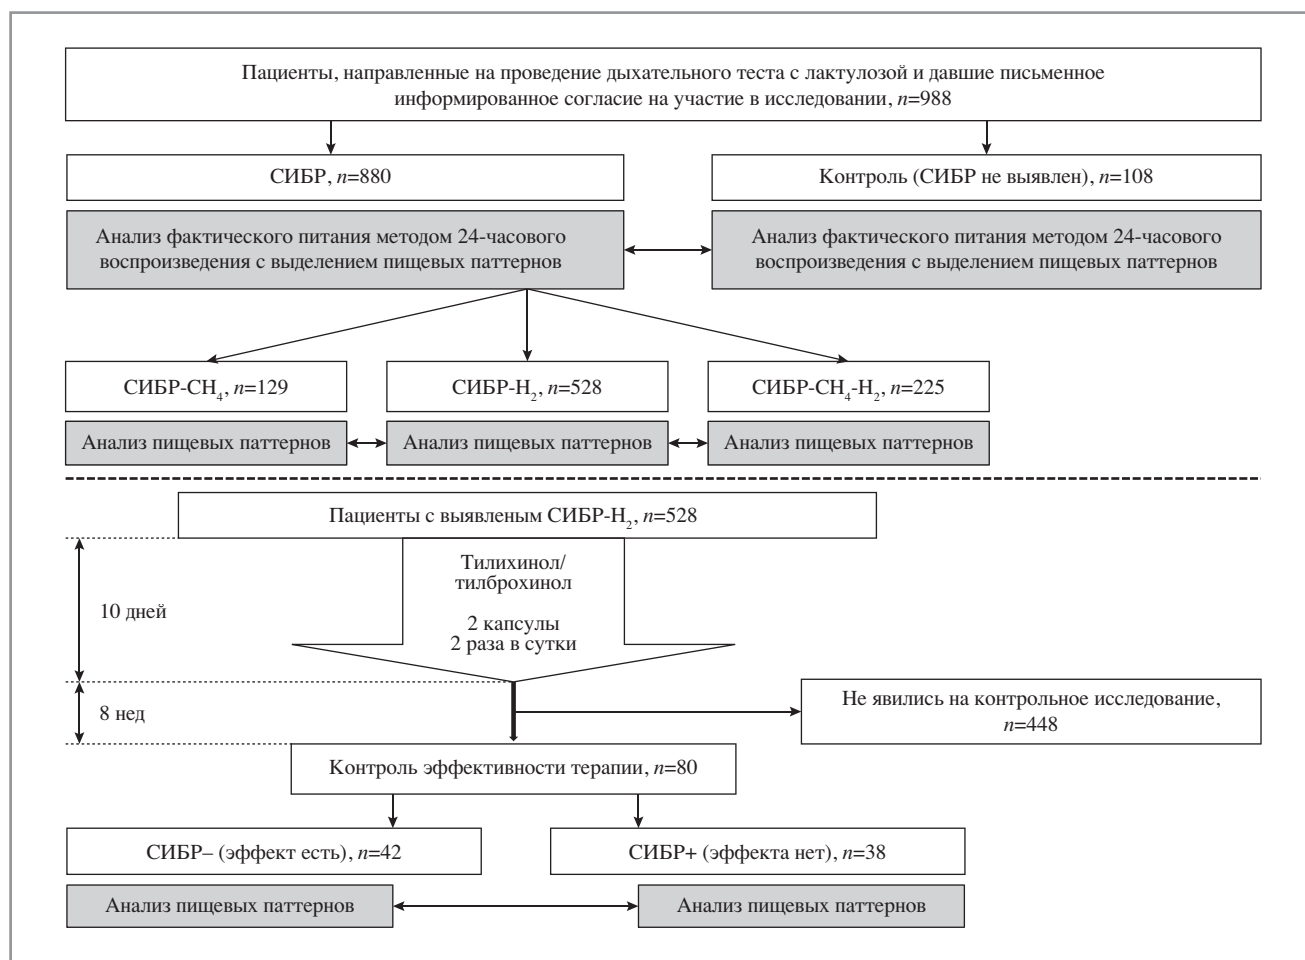 Пациенты, направленные на проведение дыхательного теста с лактулозой и давшие письменное
информированное согласие на участие в исследовании, n=988
СИБР, n=880
Контроль (СИБР не выявлен), n=108
Анализ фактического питания методом 24-часового
воспроизведения с выделением пищевых паттернов
Анализ фактического питания методом 24-часового
воспроизведения с выделением пищевых паттернов
СИБР-CH₄, n=129
СИБР-H₂, n=528
СИБР-CH₄-H₂, n=225
Анализ пищевых паттернов
Анализ пищевых паттернов
Анализ пищевых паттернов
Пациенты с выявленым СИБР-H₂, n=528
Тилихинол/
тилброхинол
2 капсулы
2 раза в сутки
10 дней
8 нед
Не явились на контрольное исследование,
n=448
Контроль эффективности терапии, n=80
СИБР– (эффект есть), n=42
СИБР+ (эффекта нет), n=38
Анализ пищевых паттернов
Анализ пищевых паттернов